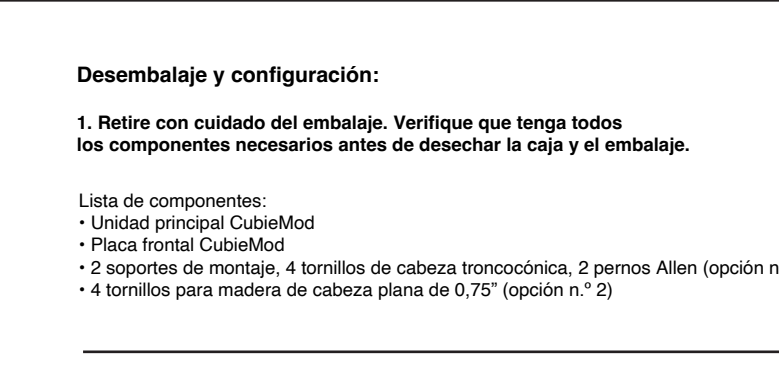 Desembalaje y configuración:
1. Retire con cuidado del embalaje. Verifique que tenga todos
los componentes necesarios antes de desechar la caja y el embalaje.
Lista de componentes:
• Unidad principal CubieMod
• Placa frontal CubieMod
• 2 soportes de montaje, 4 tornillos de cabeza troncocónica, 2 pernos Allen (opción
• 4 tornillos para madera de cabeza plana de 0,75” (opción n.º 2)